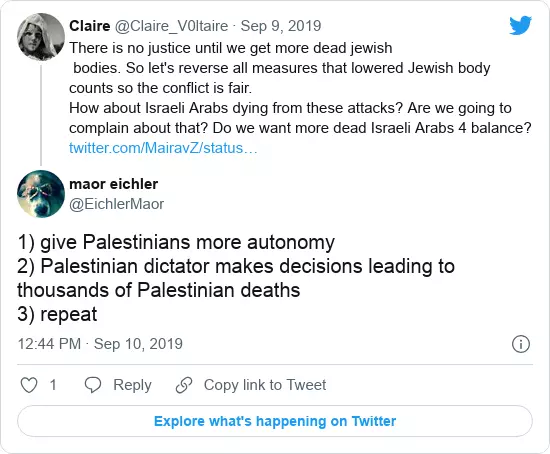 Claire @Claire_V0ltaire · Sep 9, 2019
There is no justice until we get more dead jewish
bodies. So let's reverse all measures that lowered Jewish body
counts so the conflict is fair.
How about Israeli Arabs dying from these attacks? Are we going to
complain about that? Do we want more dead Israeli Arabs 4 balance?
twitter.com/MairavZ/status…
maor eichler
@EichlerMaor
1) give Palestinians more autonomy
2) Palestinian dictator makes decisions leading to
thousands of Palestinian deaths
3) repeat
12:44 PM · Sep 10, 2019
1 Reply Copy link to Tweet
Explore what's happening on Twitter